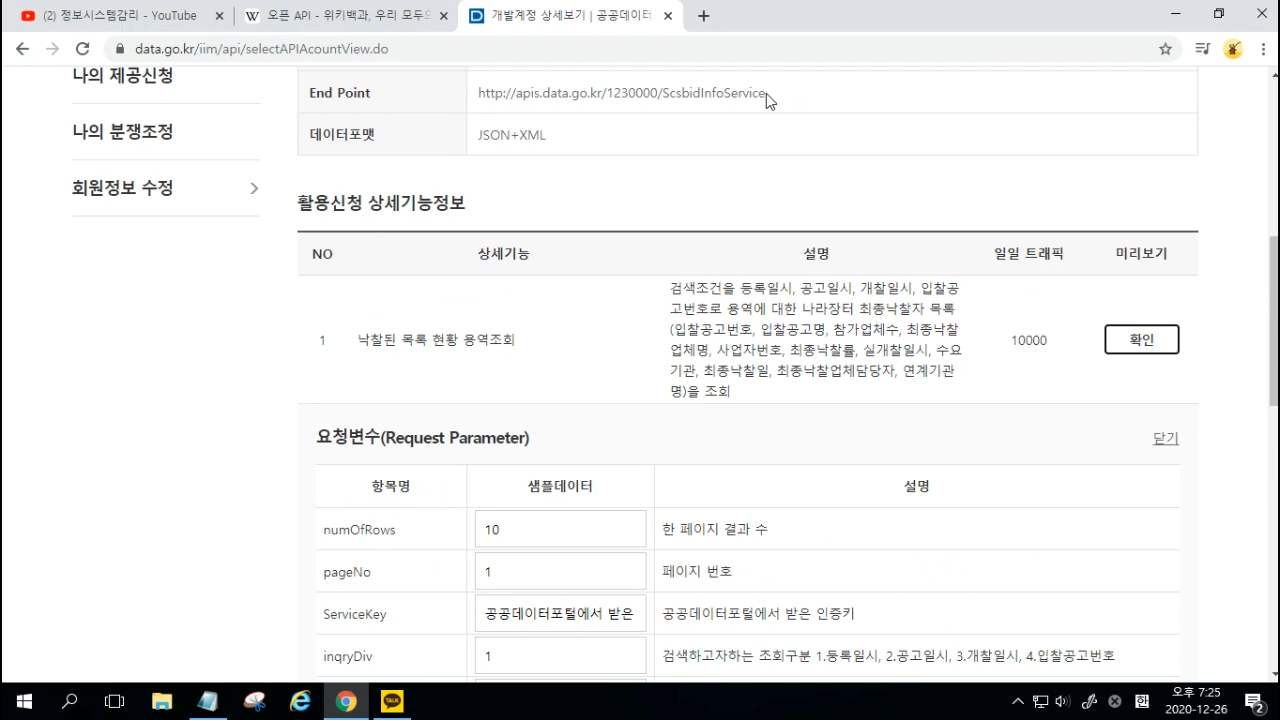 (2) 정보시스템감리 - YouTube
오픈 API - 위키백과, 우리 모두의
개발계정 상세보기 | 공공데이터
data.go.kr/iim/api/selectAPIAcountView.do
나의 제공신청
나의 분쟁조정
회원정보 수정
End Point
http://apis.data.go.kr/1230000/ScsbidInfoService
데이터포맷
JSON+XML
활용신청 상세기능정보
NO 상세기능 설명 일일 트래픽 미리보기
1 낙찰된 목록 현황 용역조회
검색조건을 등록일시, 공고일시, 개찰일시, 입찰공
고번호로 용역에 대한 나라장터 최종낙찰자 목록
(입찰공고번호, 입찰공고명, 참가업체수, 최종낙찰
업체명, 사업자번호, 최종낙찰률, 실개찰일시, 수요
기관, 최종낙찰일, 최종낙찰업체담당자, 연계기관
명)을 조회
10000
확인
요청변수(Request Parameter)
닫기
항목명 샘플데이터 설명
numOfRows 10 한 페이지 결과 수
pageNo 1 페이지 번호
ServiceKey 공공데이터포털에서 받은 공공데이터포털에서 받은 인증키
inqryDiv 1 검색하고자하는 조회구분 1.등록일시, 2.공고일시, 3.개찰일시, 4.입찰공고번호
TALK
한
오후 7:25
2020-12-26
2